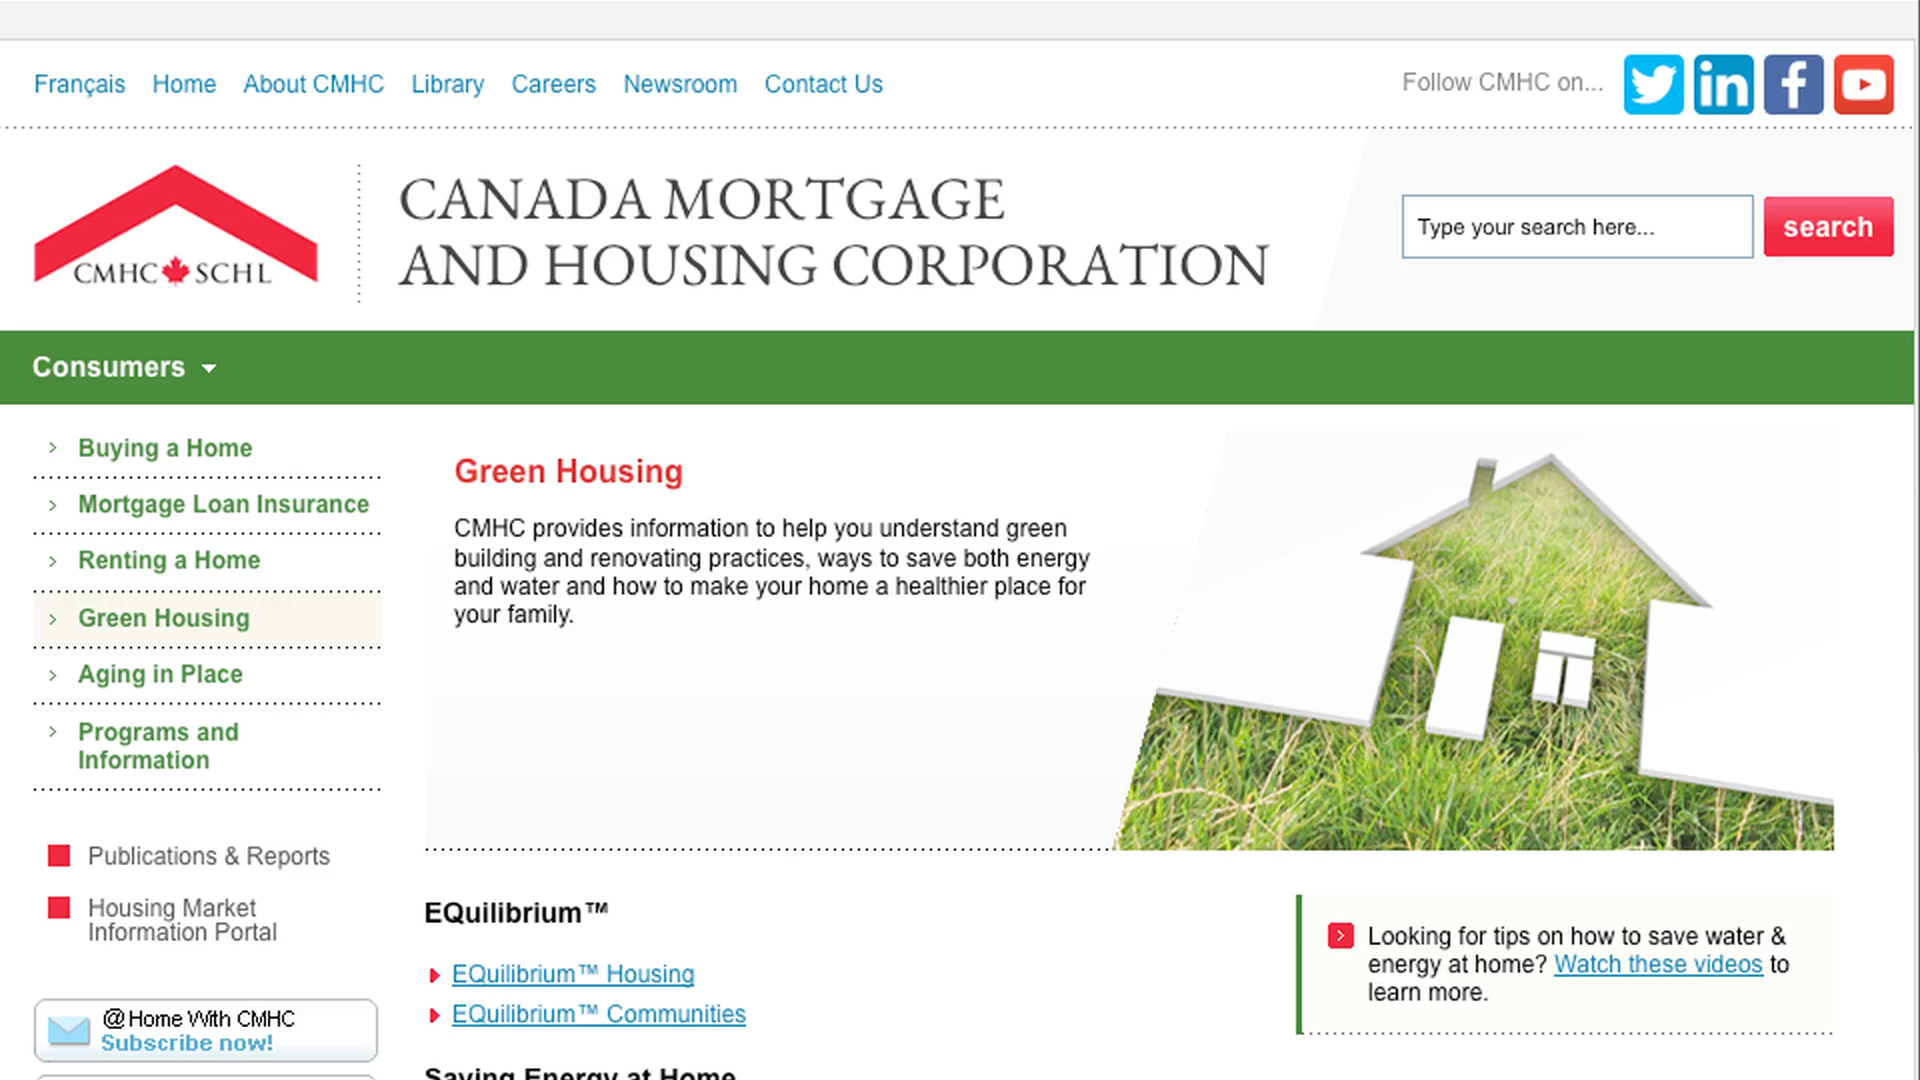 Français Home About CMHC Library Careers Newsroom Contact Us
Follow CMHC on...
CMHC SCHL
CANADA MORTGAGE
AND HOUSING CORPORATION
Type your search here...
search
Consumers
Buying a Home
Mortgage Loan Insurance
Renting a Home
Green Housing
Aging in Place
Programs and
Information
Publications & Reports
Housing Market
Information Portal
@Home With CMHC
Subscribe now!
Green Housing
CMHC provides information to help you understand green
building and renovating practices, ways to save both energy
and water and how to make your home a healthier place for
your family.
EQuilibrium™
EQuilibrium™ Housing
EQuilibrium™ Communities
Saving Energy at Home
Looking for tips on how to save water &
energy at home? Watch these videos to
learn more.